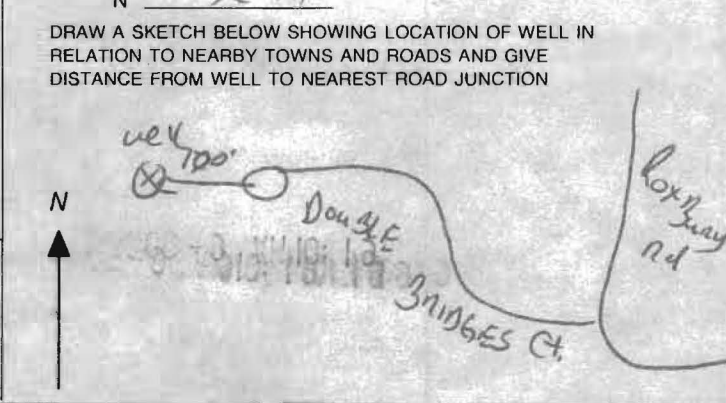 N
DRAW A SKETCH BELOW SHOWING LOCATION OF WELL IN
RELATION TO NEARBY TOWNS AND ROADS AND GIVE
DISTANCE FROM WELL TO NEAREST ROAD JUNCTION
well
100'
N
DOUBLE
BRIDGES Ct.
Roxbury
Rd